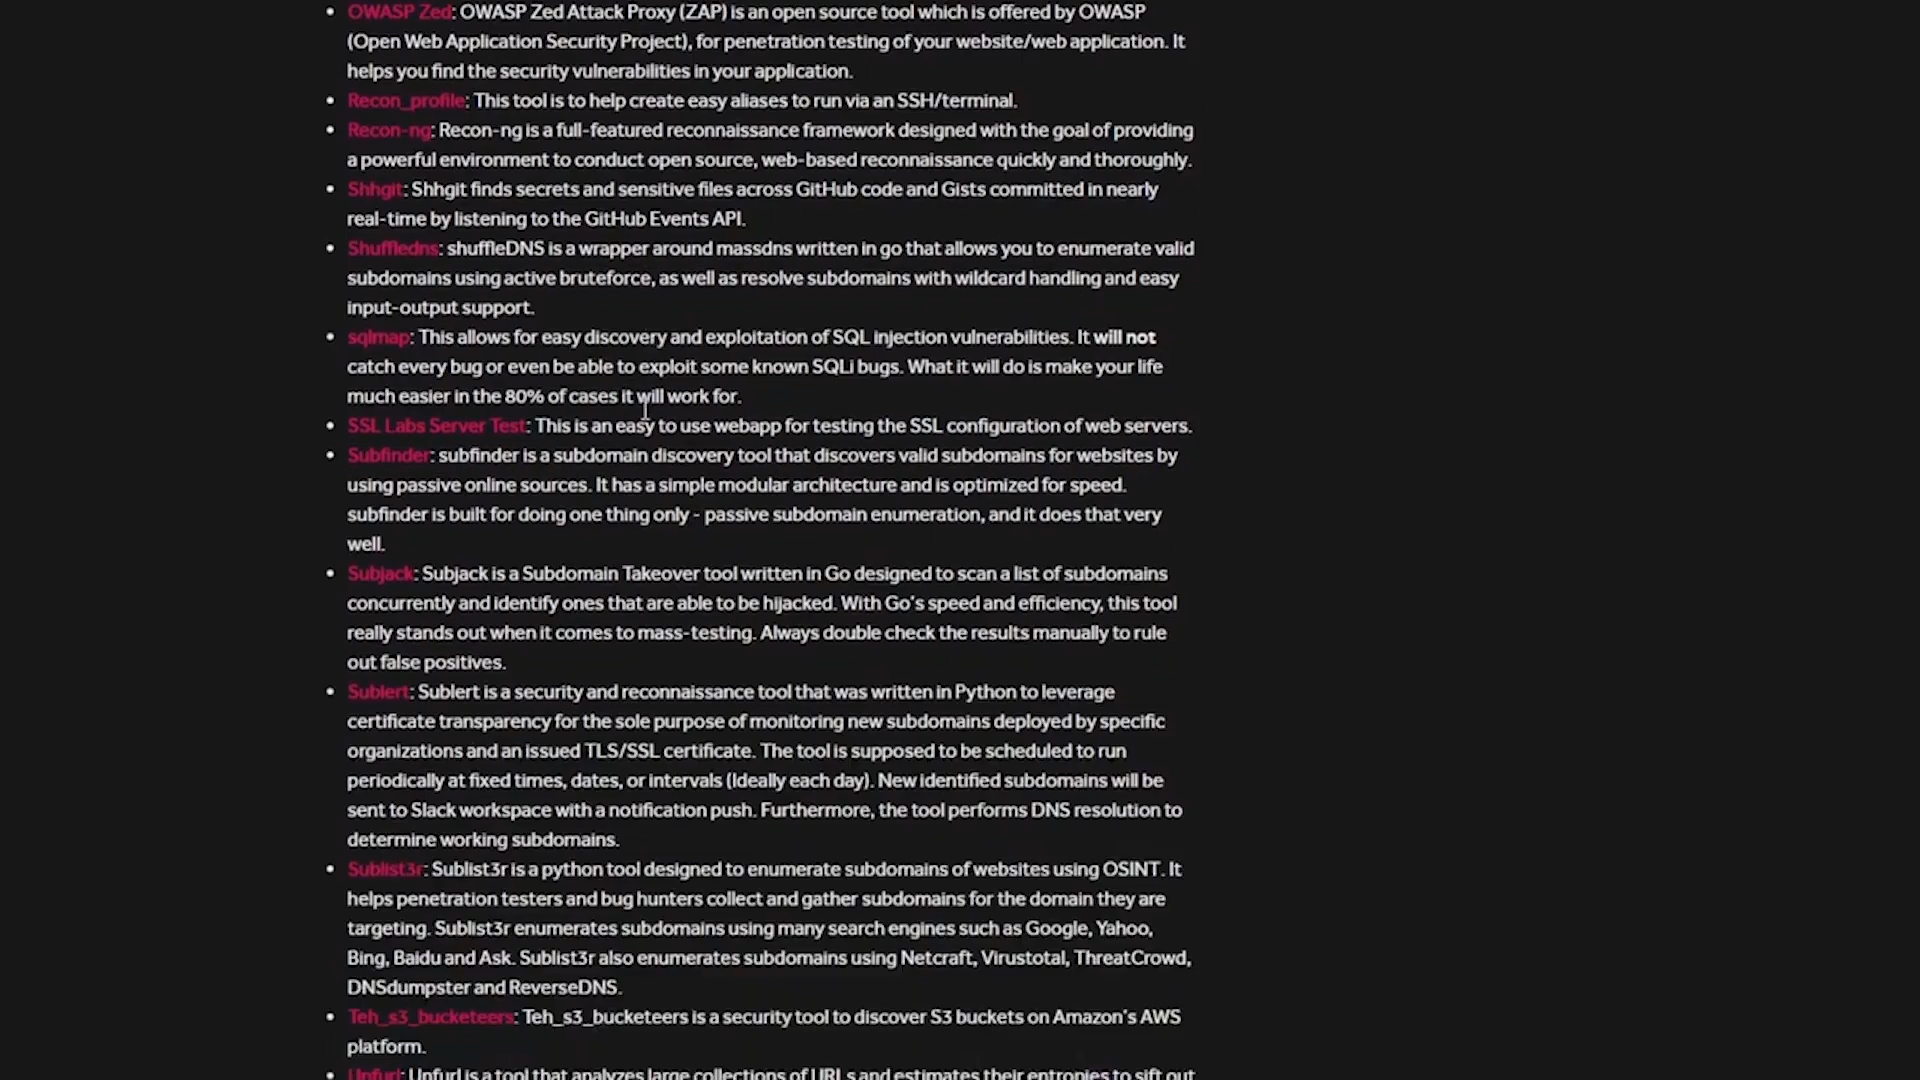 • OWASP Zed: OWASP Zed Attack Proxy (ZAP) is an open source tool which is offered by OWASP
(Open Web Application Security Project), for penetration testing of your website/web application. It
helps you find the security vulnerabilities in your application.
• Recon_profile: This tool is to help create easy aliases to run via an SSH/terminal.
• Recon-ng: Recon-ng is a full-featured reconnaissance framework designed with the goal of providing
a powerful environment to conduct open source, web-based reconnaissance quickly and thoroughly.
• Shhgit: Shhgit finds secrets and sensitive files across GitHub code and Gists committed in nearly
real-time by listening to the GitHub Events API.
• Shuffledns: shuffleDNS is a wrapper around massdns written in go that allows you to enumerate valid
subdomains using active bruteforce, as well as resolve subdomains with wildcard handling and easy
input-output support.
• sqlmap: This allows for easy discovery and exploitation of SQL injection vulnerabilities. It will not
catch every bug or even be able to exploit some known SQLi bugs. What it will do is make your life
much easier in the 80% of cases it will work for.
• SSL Labs Server Test: This is an easy to use webapp for testing the SSL configuration of web servers.
• Subfinder: subfinder is a subdomain discovery tool that discovers valid subdomains for websites by
using passive online sources. It has a simple modular architecture and is optimized for speed.
subfinder is built for doing one thing only - passive subdomain enumeration, and it does that very
well.
• Subjack: Subjack is a Subdomain Takeover tool written in Go designed to scan a list of subdomains
concurrently and identify ones that are able to be hijacked. With Go's speed and efficiency, this tool
really stands out when it comes to mass-testing. Always double check the results manually to rule
out false positives.
• Sublert: Sublert is a security and reconnaissance tool that was written in Python to leverage
certificate transparency for the sole purpose of monitoring new subdomains deployed by specific
organizations and an issued TLS/SSL certificate. The tool is supposed to be scheduled to run
periodically at fixed times, dates, or intervals (Ideally each day). New identified subdomains will be
sent to Slack workspace with a notification push. Furthermore, the tool performs DNS resolution to
determine working subdomains.
• Sublist3r: Sublist3r is a python tool designed to enumerate subdomains of websites using OSINT. It
helps penetration testers and bug hunters collect and gather subdomains for the domain they are
targeting. Sublist3r enumerates subdomains using many search engines such as Google, Yahoo,
Bing, Baidu and Ask. Sublist3r also enumerates subdomains using Netcraft, Virustotal, ThreatCrowd,
DNSdumpster and ReverseDNS.
• Teh_s3_bucketeers: Teh_s3_bucketeers is a security tool to discover S3 buckets on Amazon's AWS
platform.
• Unfurl: Unfurl is a tool that analyzes large collections of URLs and estimates their entropies to sift out